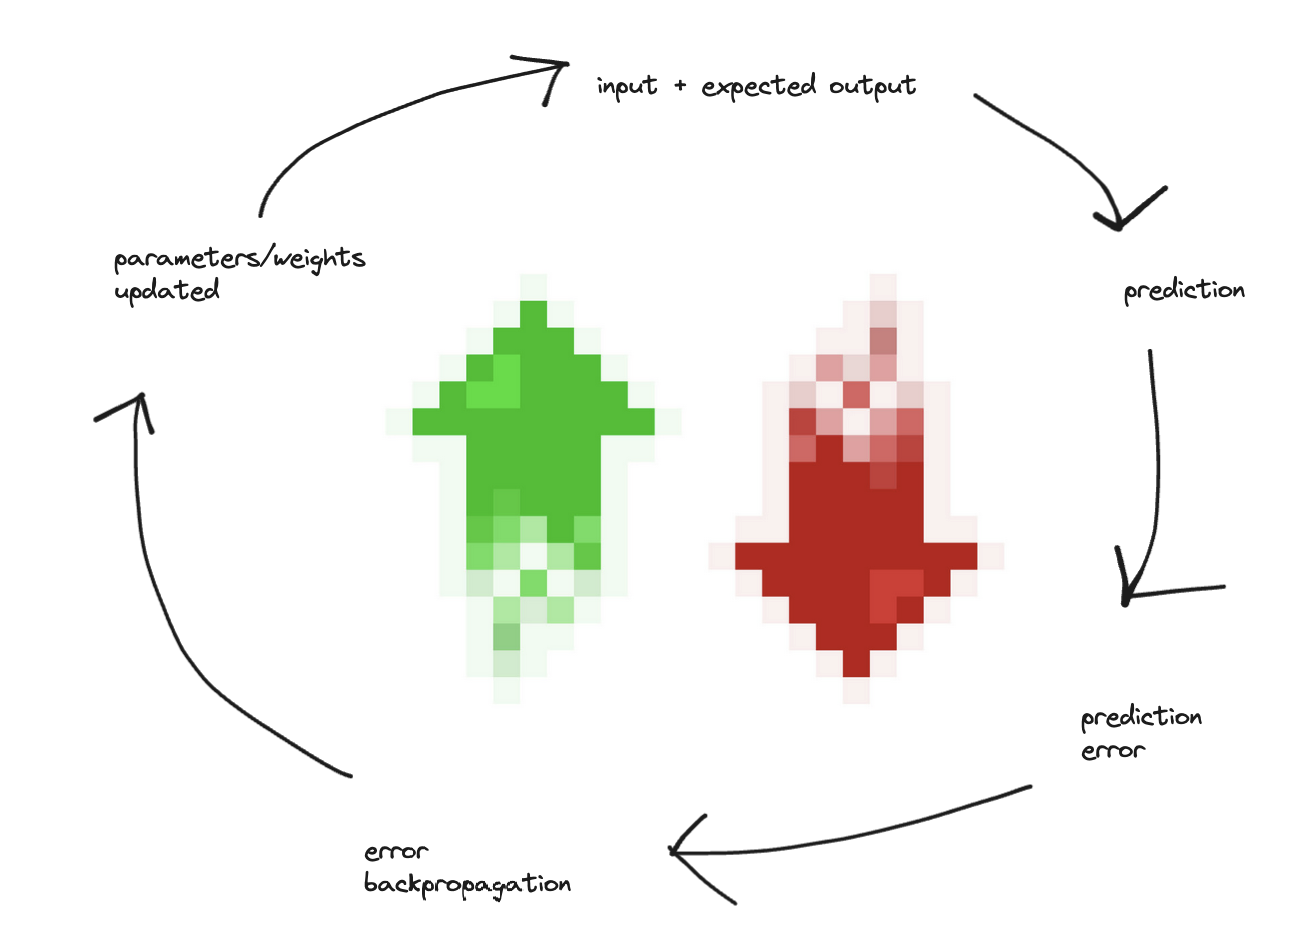 input + expected output
prediction
prediction
error
error
backpropagation
parameters/weights
updated